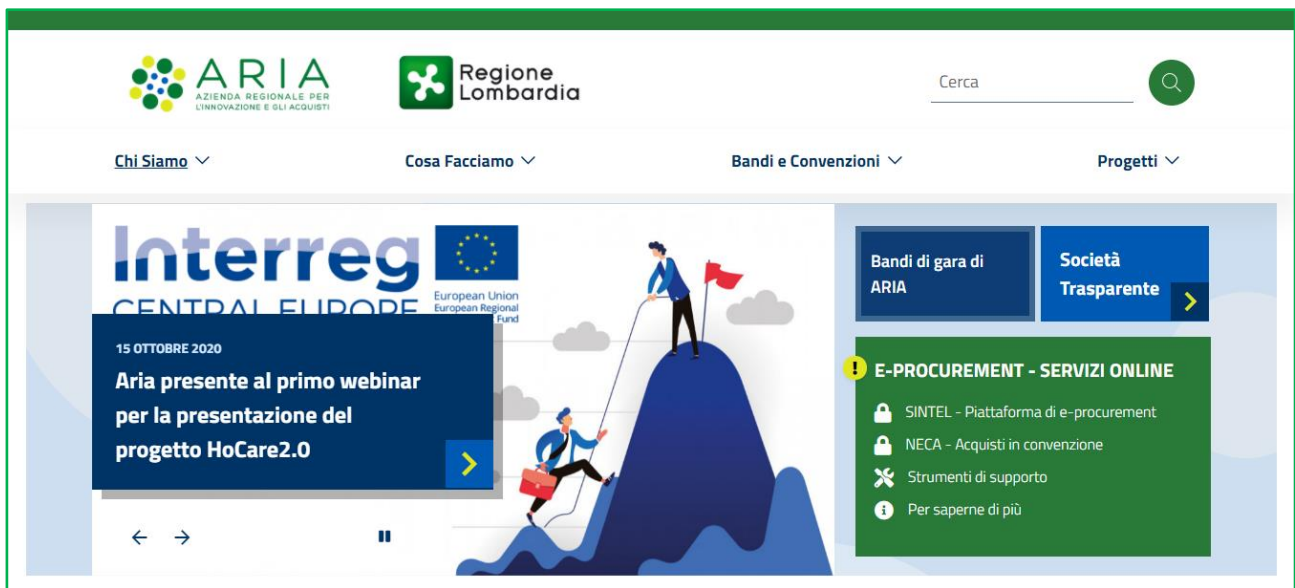 ARIA
AZIENDA REGIONALE PER
L'INNOVAZIONE E GLI ACQUISTI
Regione
Lombardia
Cerca
Chi Siamo
Cosa Facciamo
Bandi e Convenzioni
Progetti
Interreg
CENTRAL EUROPE
European Union
European Regional
Fund
15 OTTOBRE 2020
Aria presente al primo webinar
per la presentazione del
progetto HoCare2.0
Bandi di gara di
ARIA
Società
Trasparente
! E-PROCUREMENT - SERVIZI ONLINE
SINTEL - Piattaforma di e-procurement
NECA - Acquisti in convenzione
Strumenti di supporto
Per saperne di più